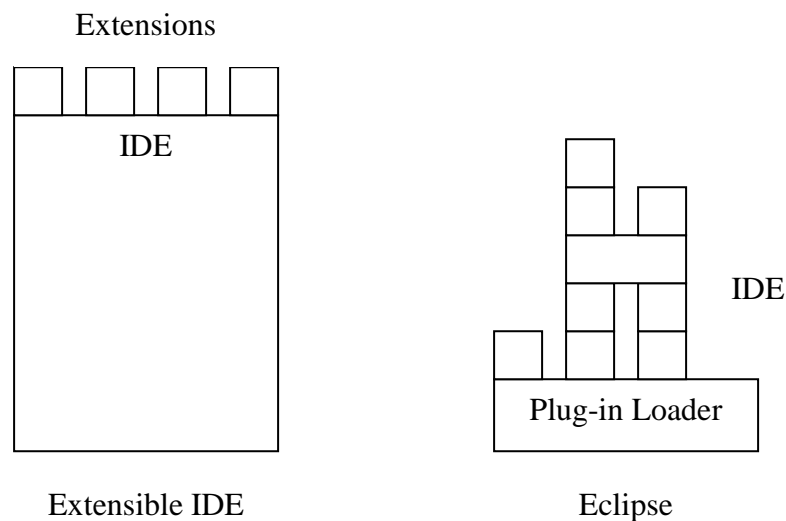 Extensions
IDE
IDE
Plug-in Loader
Extensible IDE
Eclipse